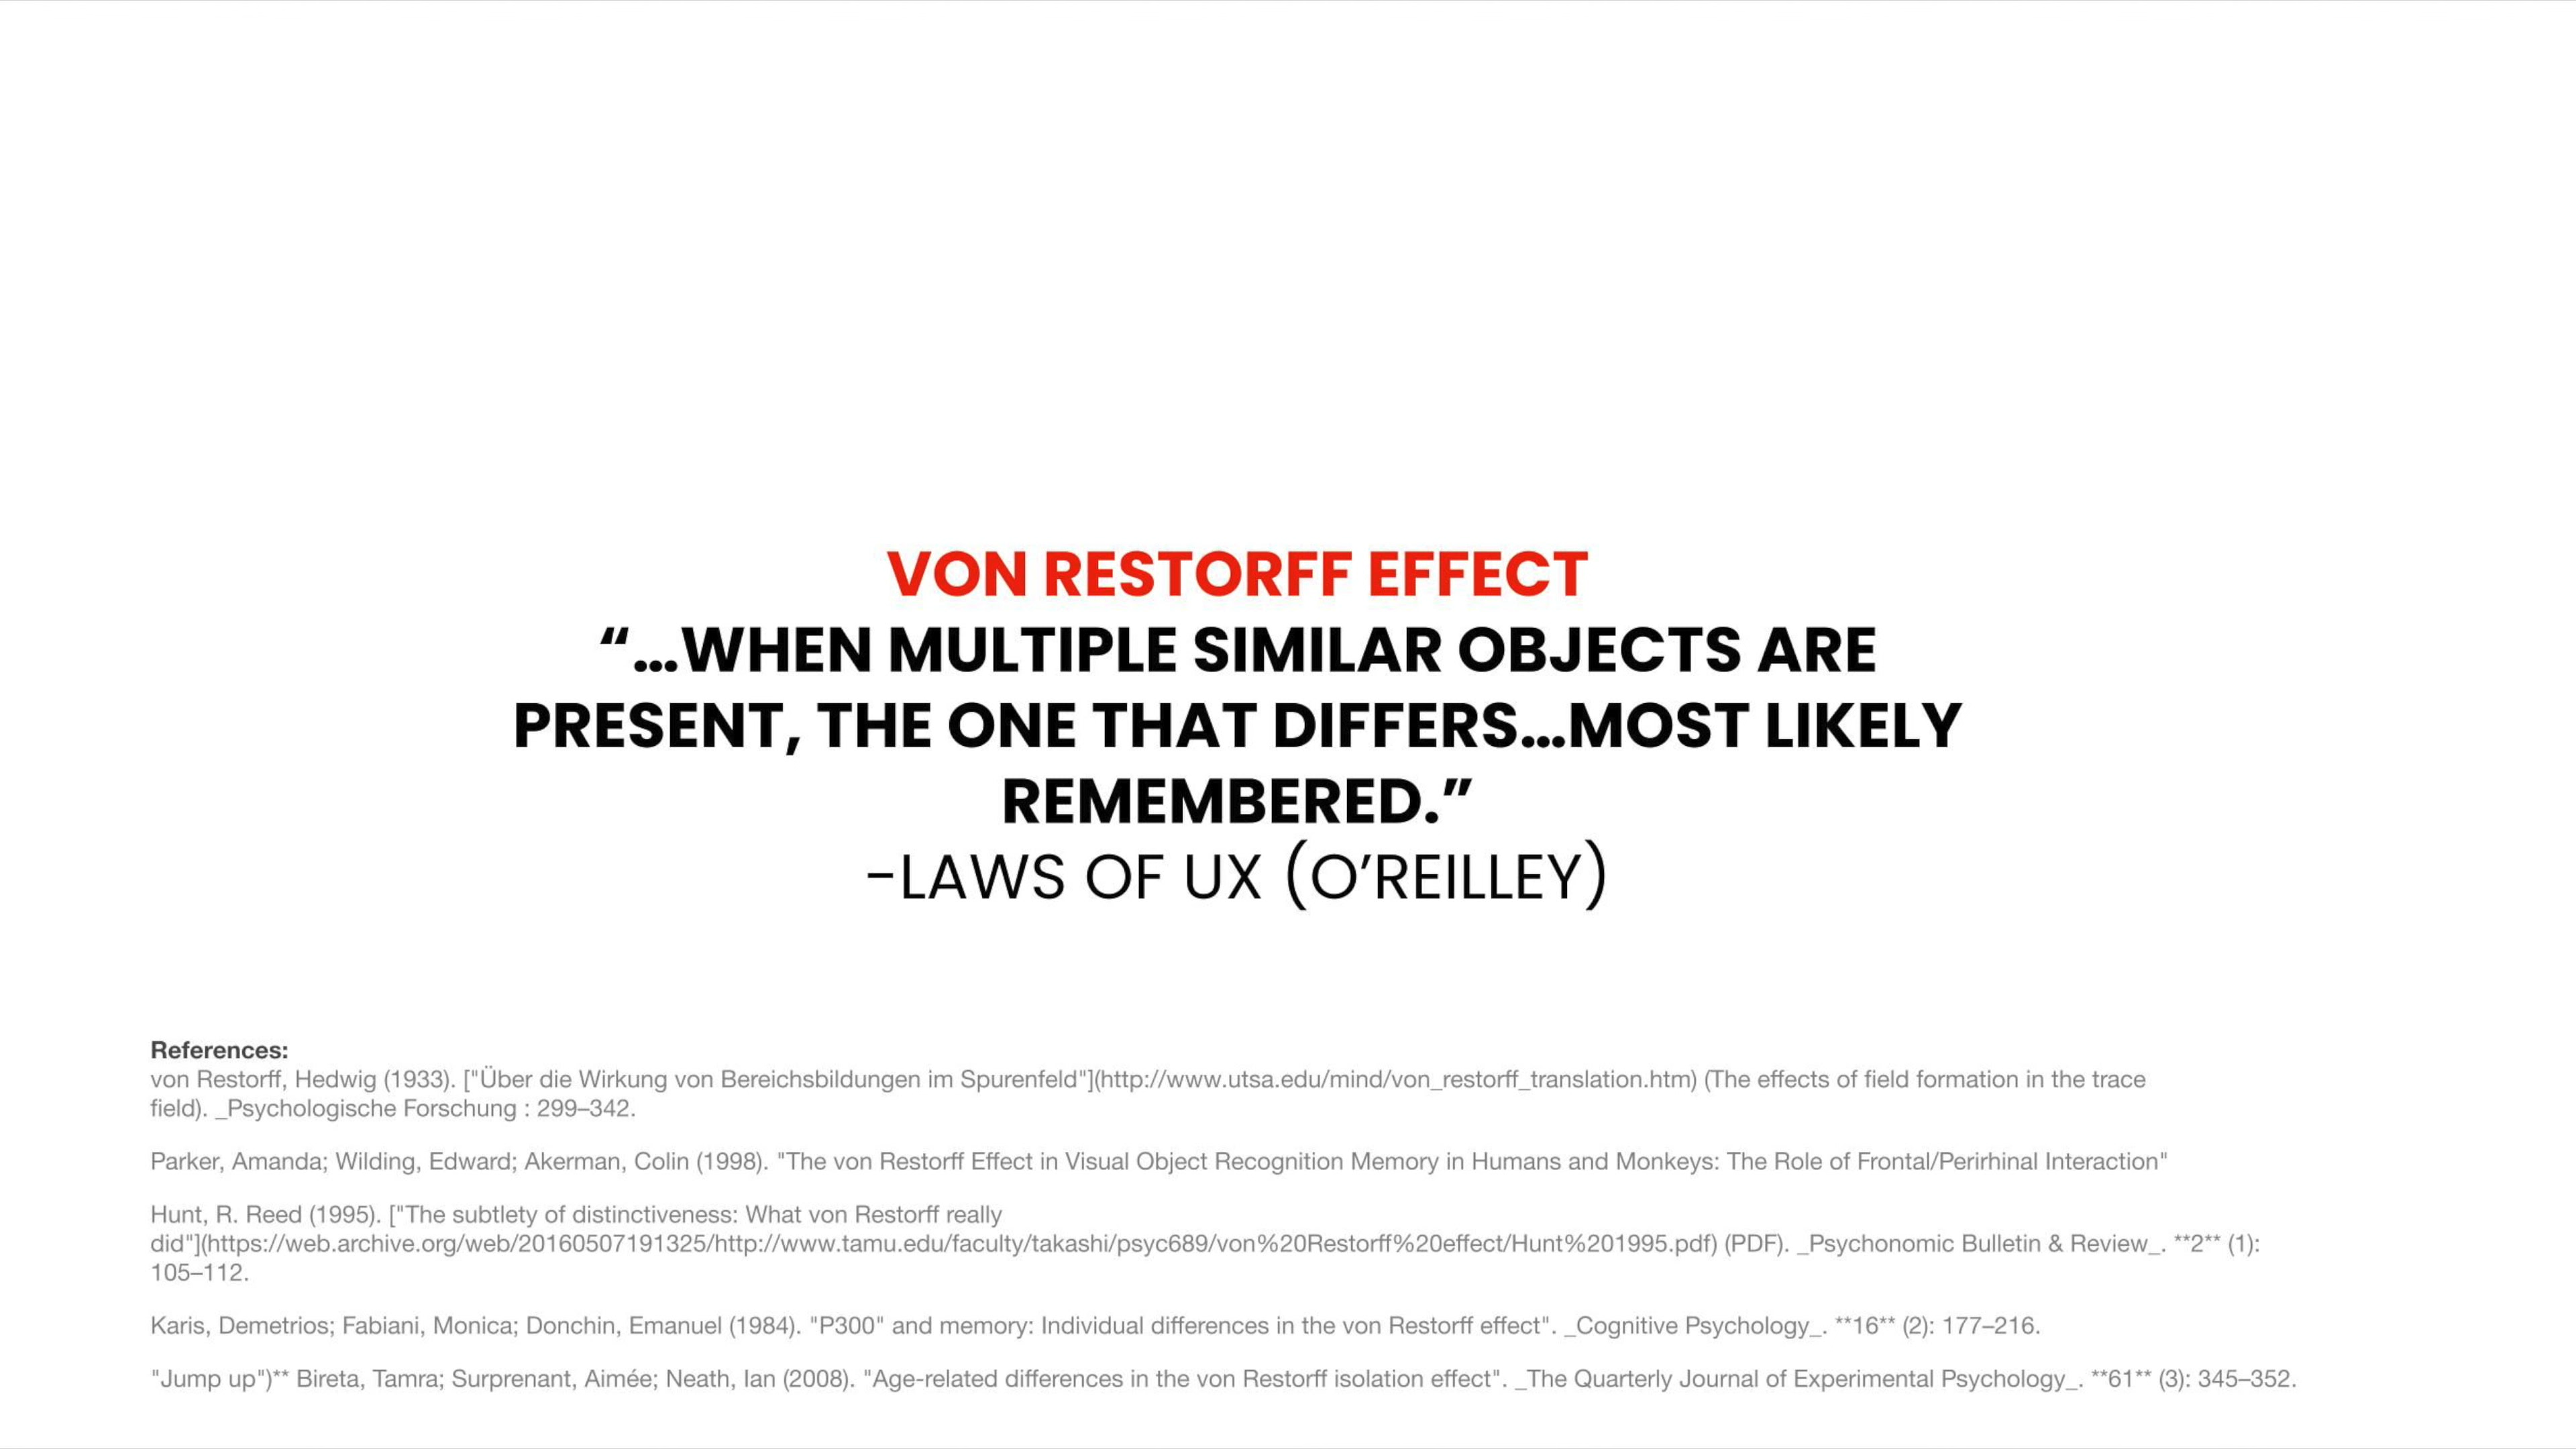 VON RESTORFF EFFECT
“…WHEN MULTIPLE SIMILAR OBJECTS ARE
PRESENT, THE ONE THAT DIFFERS…MOST LIKELY
REMEMBERED.”
-LAWS OF UX (O’REILLEY)
References:
von Restorff, Hedwig (1933). ["Über die Wirkung von Bereichsbildungen im Spurenfeld"](http://www.utsa.edu/mind/von_restorff_translation.htm) (The effects of field formation in the trace
field). _Psychologische Forschung : 299–342.
Parker, Amanda; Wilding, Edward; Akerman, Colin (1998). "The von Restorff Effect in Visual Object Recognition Memory in Humans and Monkeys: The Role of Frontal/Perirhinal Interaction"
Hunt, R. Reed (1995). ["The subtlety of distinctiveness: What von Restorff really
did"](https://web.archive.org/web/20160507191325/http://www.tamu.edu/faculty/takashi/psyc689/von%20Restorff%20effect/Hunt%201995.pdf) (PDF). _Psychonomic Bulletin & Review_. **2** (1):
105–112.
Karis, Demetrios; Fabiani, Monica; Donchin, Emanuel (1984). "P300" and memory: Individual differences in the von Restorff effect". _Cognitive Psychology_. **16** (2): 177–216.
"Jump up")** Bireta, Tamra; Surprenant, Aimée; Neath, Ian (2008). "Age-related differences in the von Restorff isolation effect". _The Quarterly Journal of Experimental Psychology_. **61** (3): 345–352.